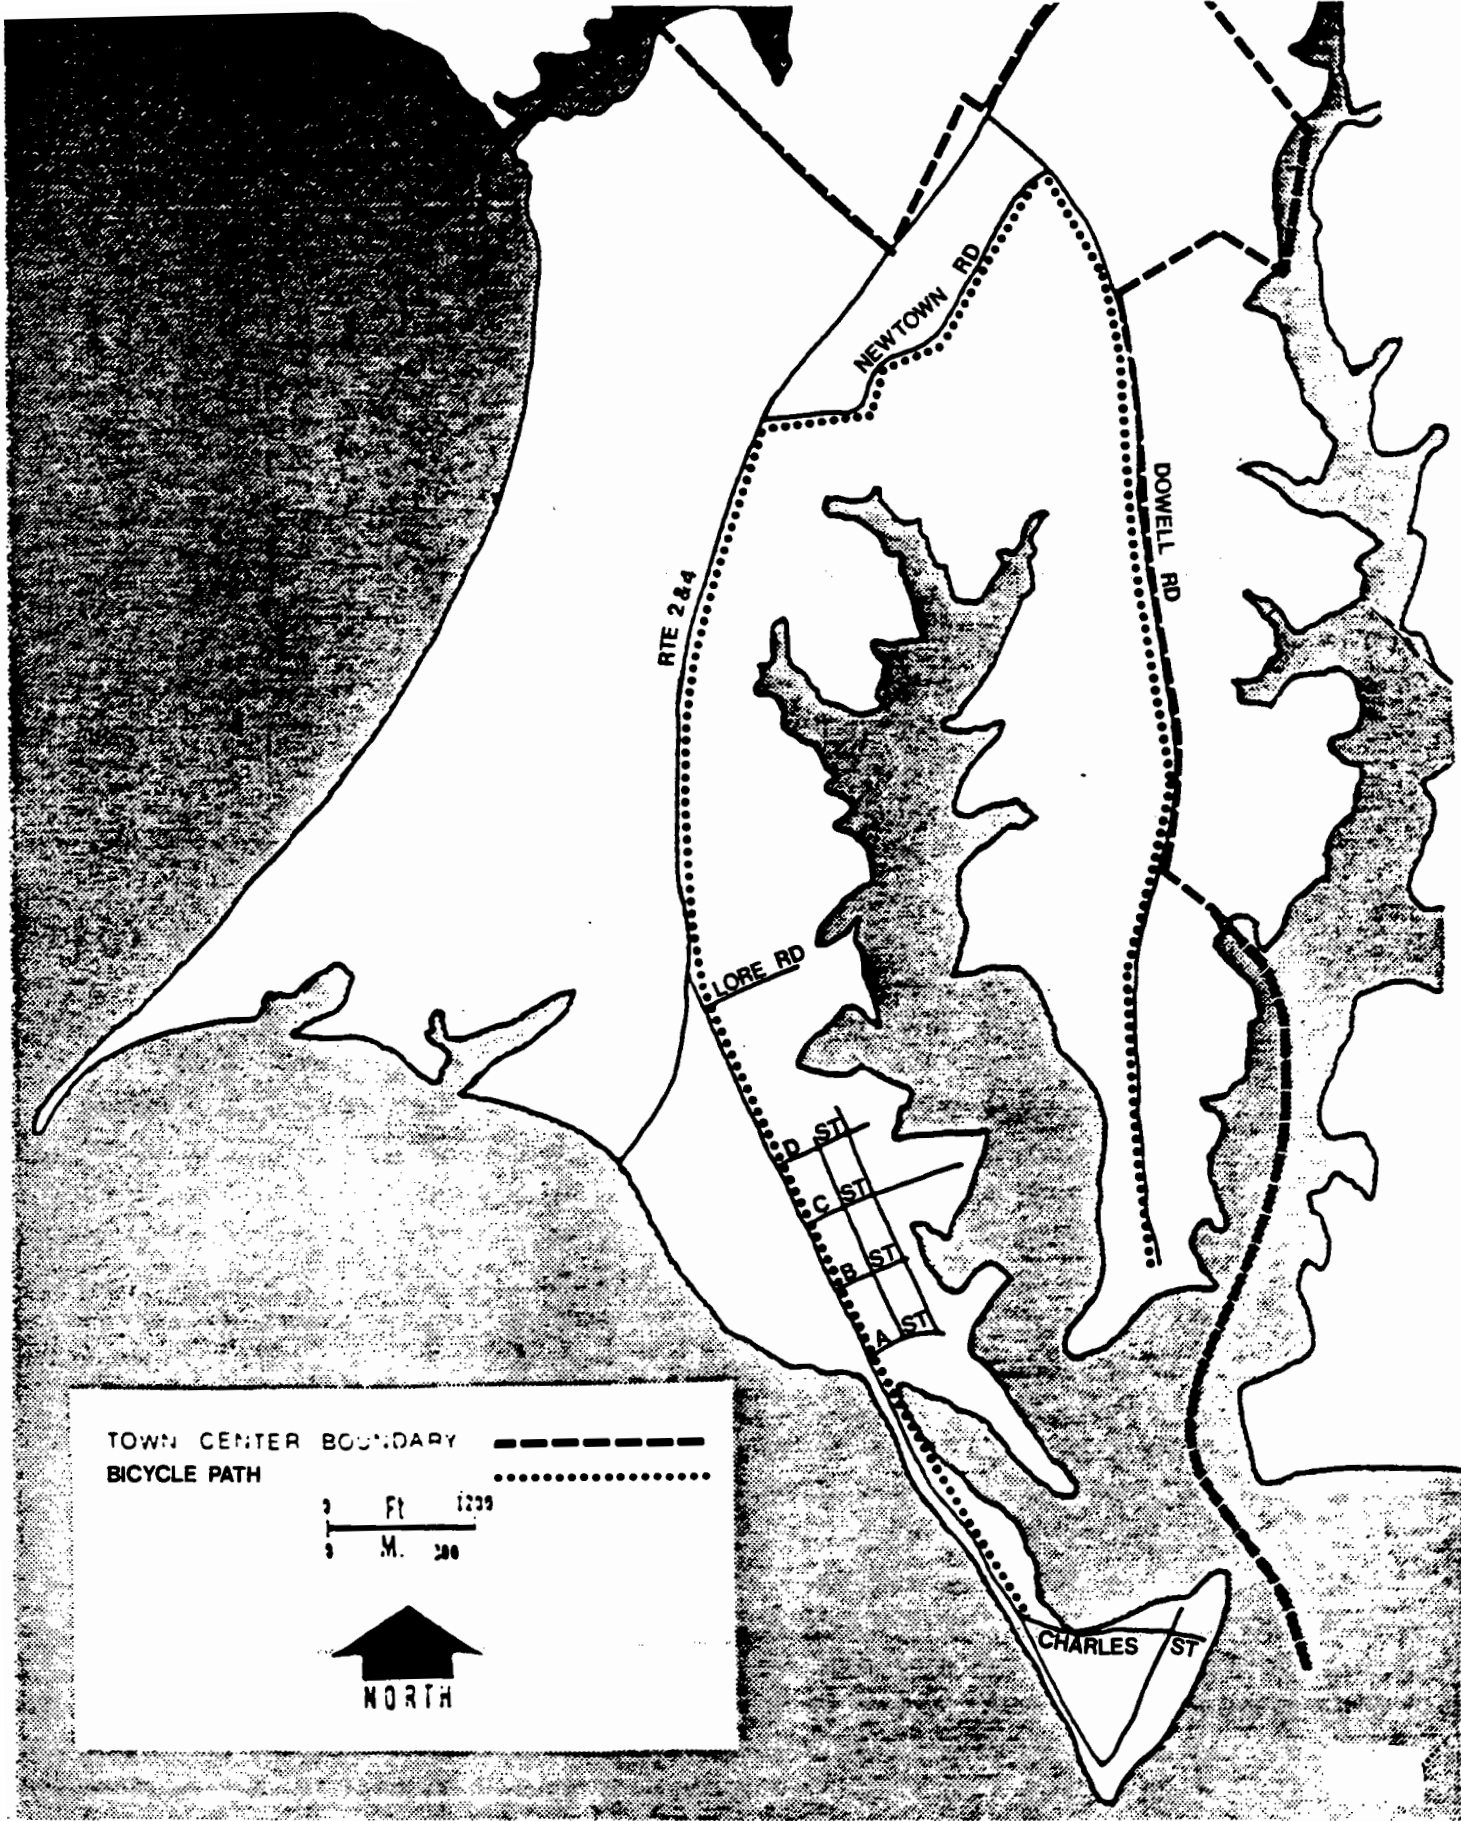 NEWTOWN RD
DOWELL RD
RTE 2&4
LORE RD
D ST
C ST
B ST
A ST
TOWN CENTER BOUNDARY
BICYCLE PATH
0 Ft
0 M.
NORTH
CHARLES ST